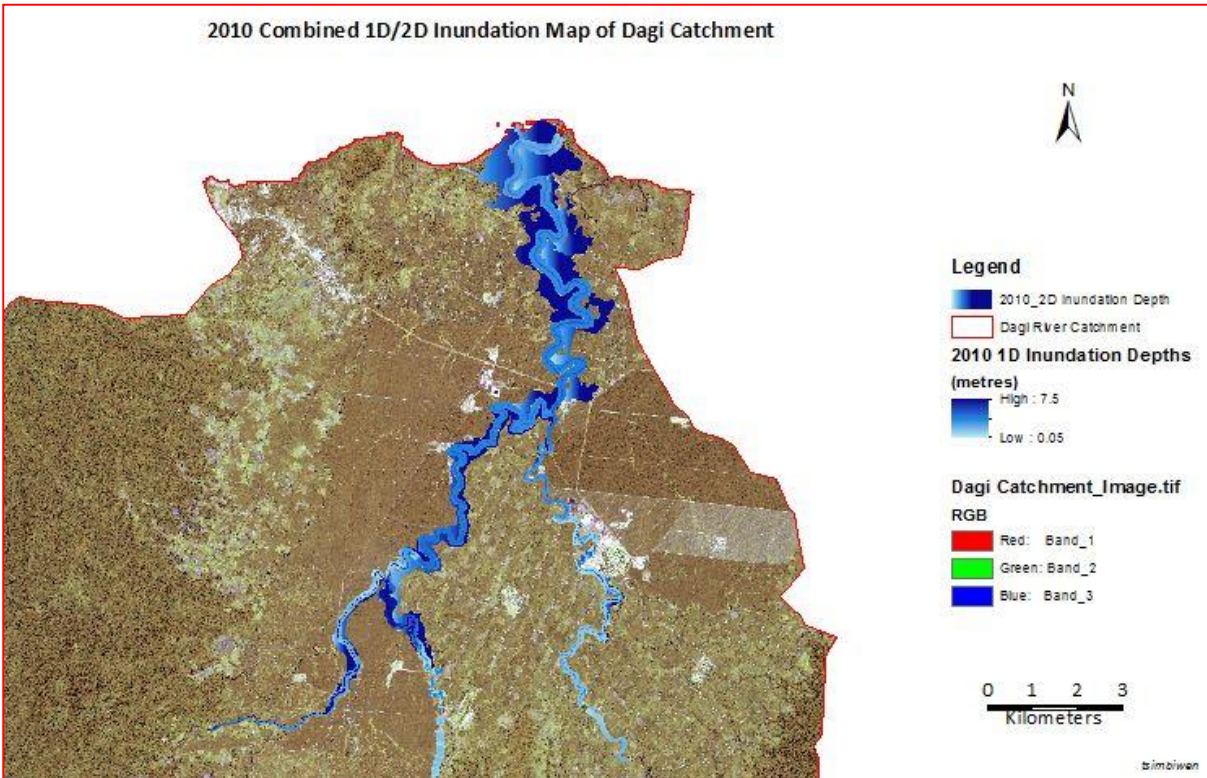 2010 Combined 1D/2D Inundation Map of Dagi Catchment
N
Legend
2010_2D Inundation Depth
Dagi River Catchment
2010 1D Inundation Depths
(metres)
High : 7.5
Low : 0.05
Dagi Catchment_Image.tif
RGB
Red: Band_1
Green: Band_2
Blue: Band_3
0 1 2 3
Kilometers
tsimbiwen